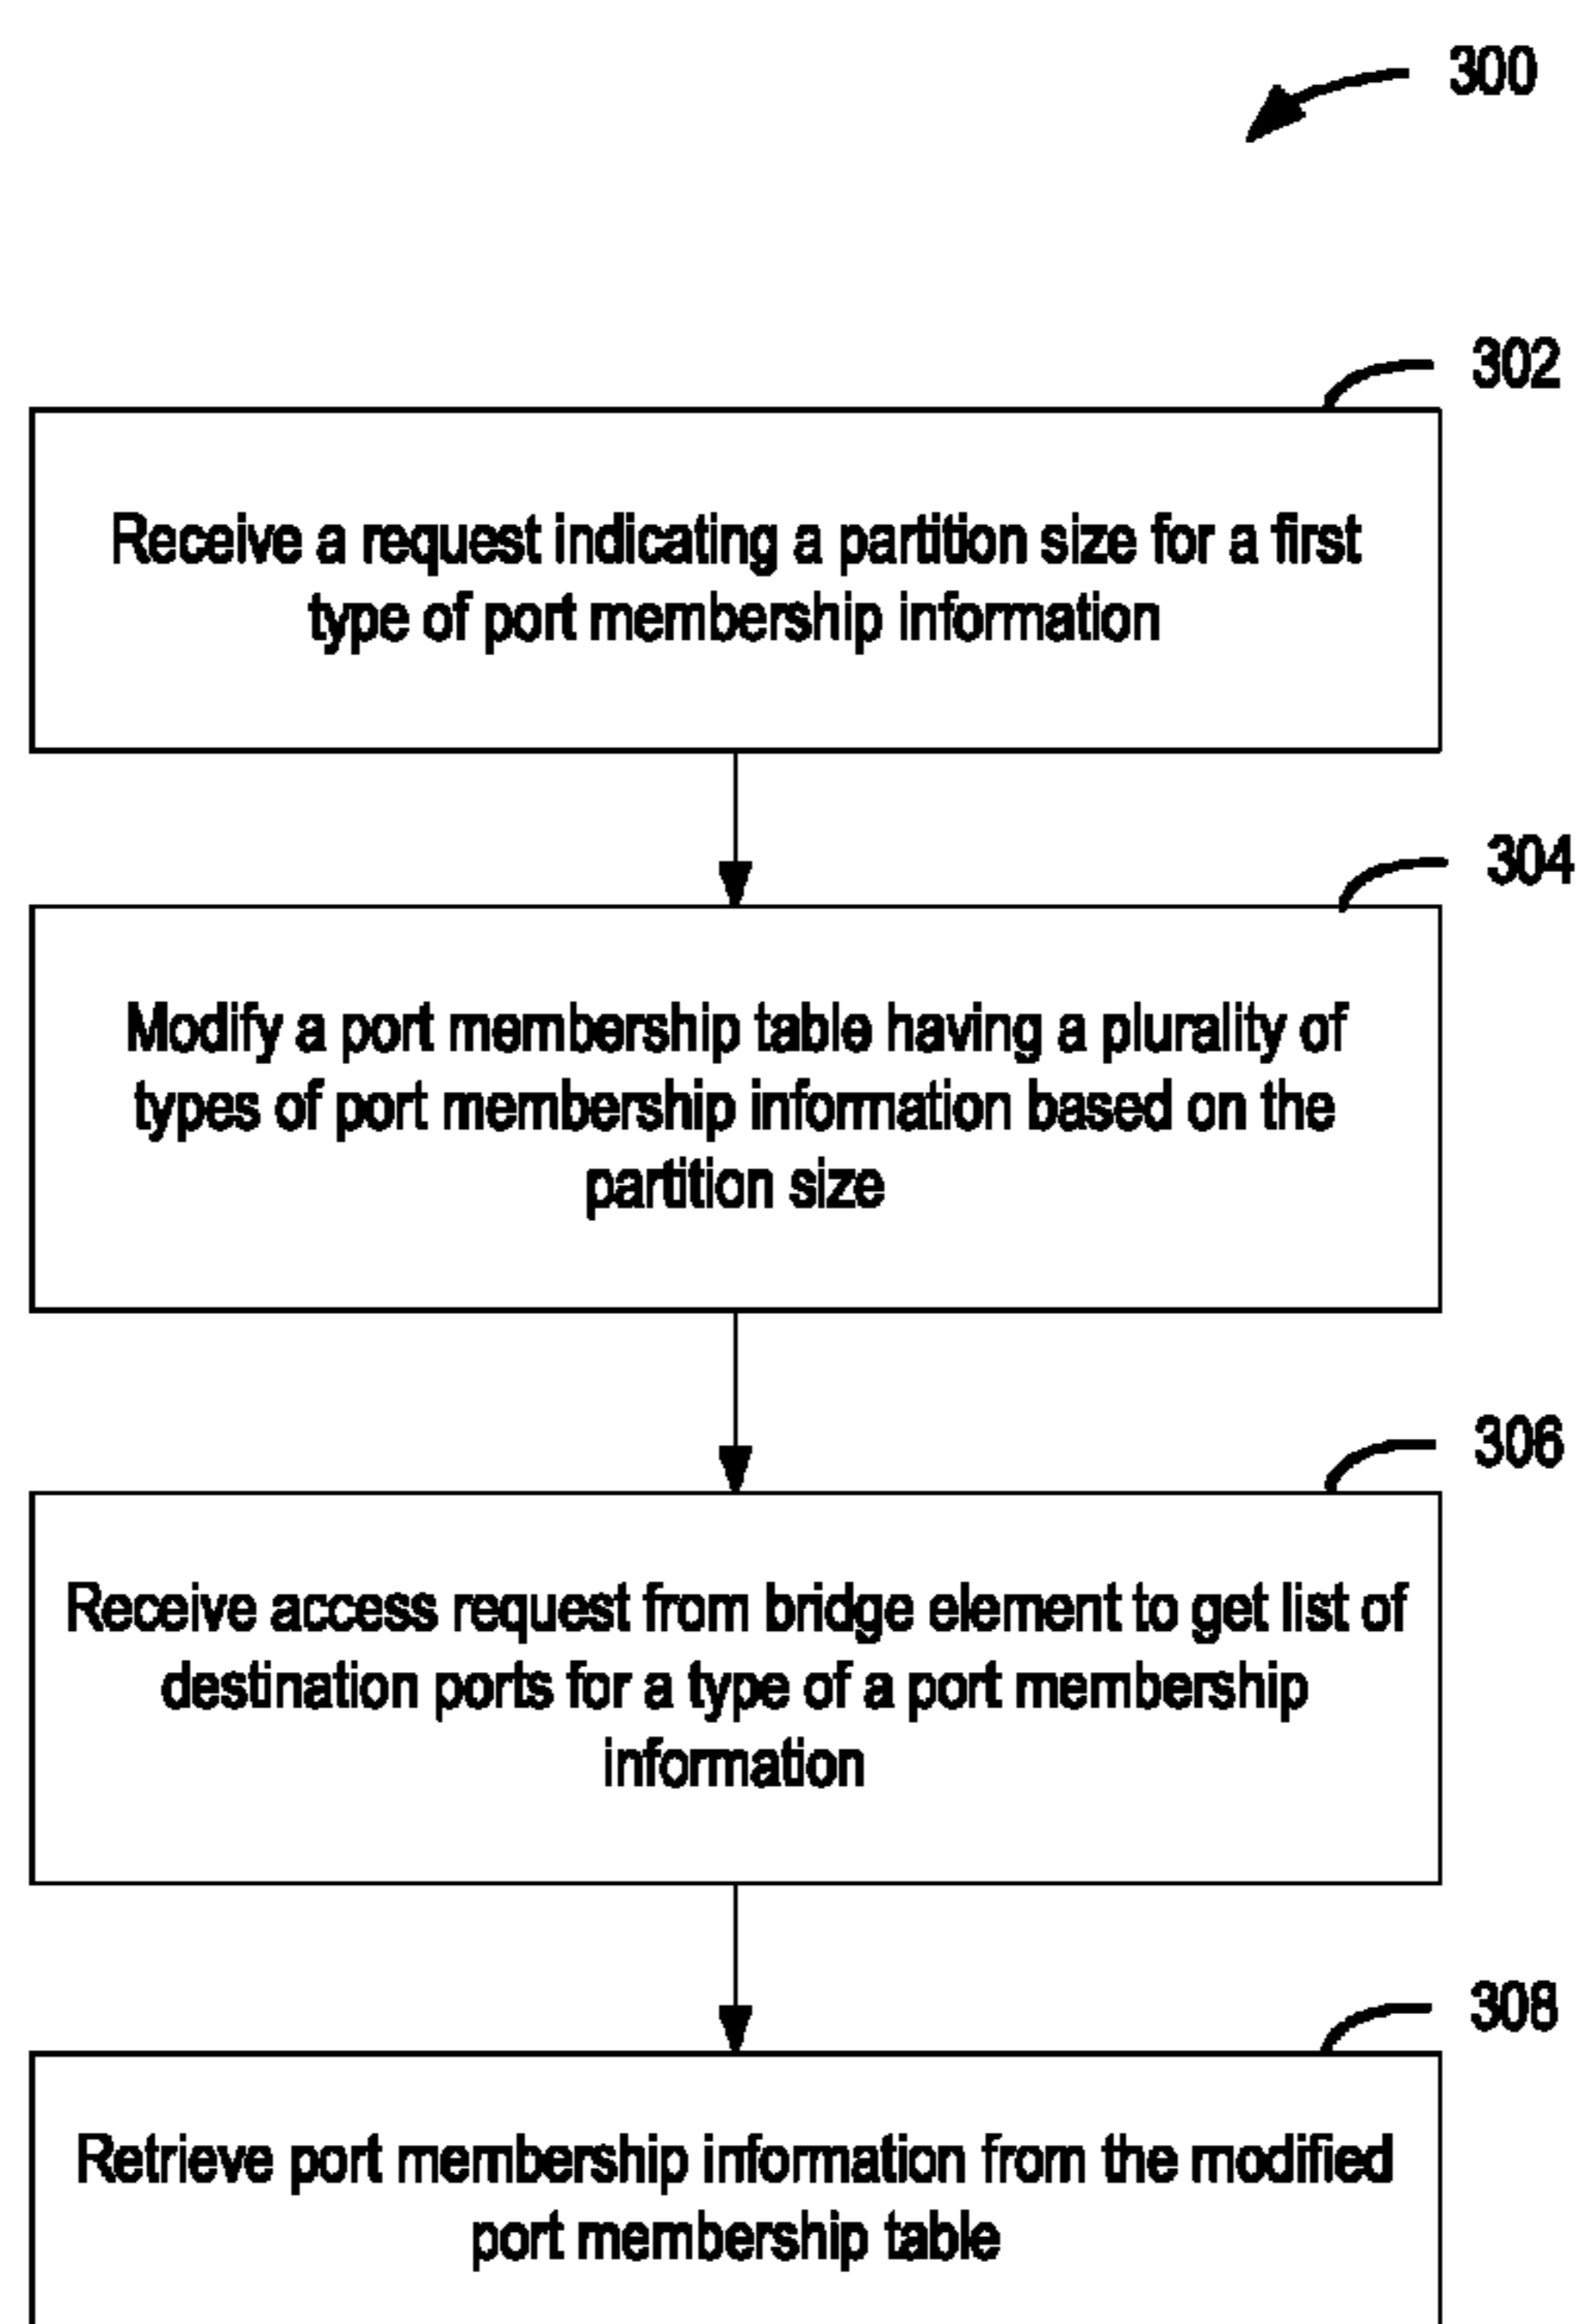 300
302
Receive a request indicating a partition size for a first
type of port membership information
304
Modify a port membership table having a plurality of
types of port membership information based on the
partition size
306
Receive access request from bridge element to get list of
destination ports for a type of a port membership
information
308
Retrieve port membership information from the modified
port membership table